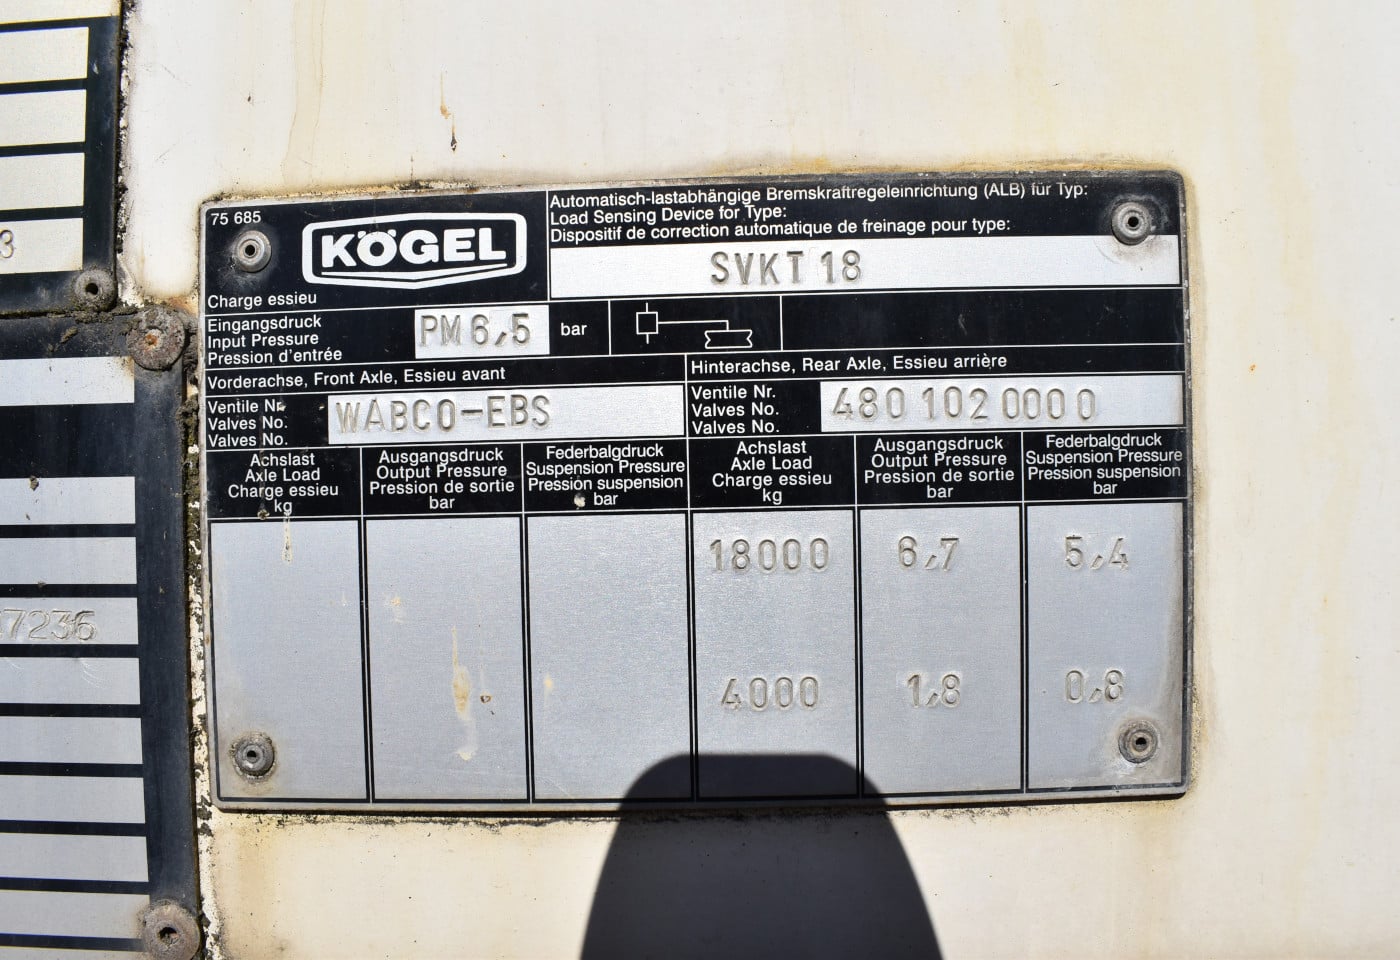 75 685
KÖGEL
Automatisch-lastabhängige Bremskraftregeleinrichtung (ALB) für Typ:
Load Sensing Device for Type:
Dispositif de correction automatique de freinage pour type:
SVKT 18
Charge essieu
Eingangsdruck
Input Pressure
Pression d'entrée
PM 6,5 bar
Vorderachse, Front Axle, Essieu avant
Hinterachse, Rear Axle, Essieu arrière
Ventile Nr.
Valves No.
Valves No.
WABCO-EBS
Ventile Nr.
Valves No.
Valves No.
480 102 000 0
Achslast
Axle Load
Charge essieu
kg
Ausgangsdruck
Output Pressure
Pression de sortie
bar
Federbalgdruck
Suspension Pressure
Pression suspension
bar
Achslast
Axle Load
Charge essieu
kg
Ausgangsdruck
Output Pressure
Pression de sortie
bar
Federbalgdruck
Suspension Pressure
Pression suspension
bar
18000 6,7 5,4
4000 1,8 0,8
3
7236